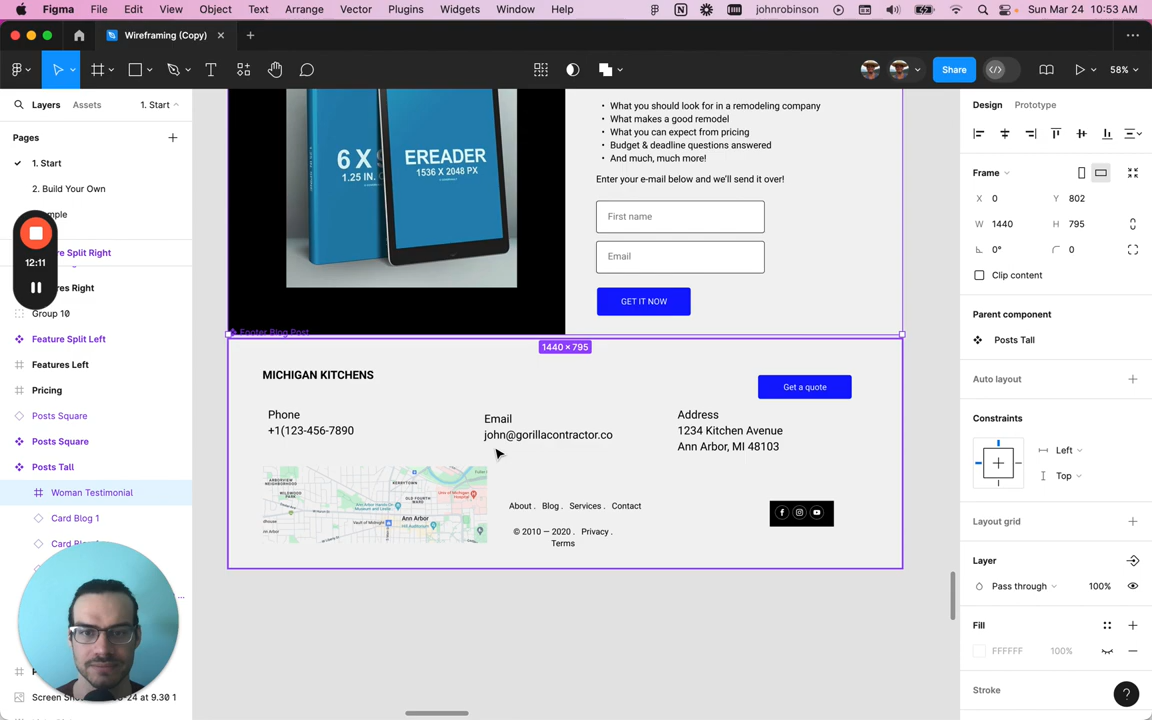 Figma File Edit View Object Text Arrange Vector Plugins Widgets Window Help
johnrobinson
Sun Mar 24 10:53 AM
Wireframing (Copy)
Share
58%
Layers Assets 1. Start
Pages
1. Start
2. Build Your Own
Group 10
Feature Split Left
Features Left
Pricing
Posts Square
Posts Square
Posts Tall
Woman Testimonial
Card Blog 1
12:11
6 X
1.25 IN.
EREADER
1536 X 2048 PX
• What you should look for in a remodeling company
• What makes a good remodel
• What you can expect from pricing
• Budget & deadline questions answered
• And much, much more!
Enter your e-mail below and we'll send it over!
First name
Email
GET IT NOW
Footer Blog Post
1440 × 795
MICHIGAN KITCHENS
Get a quote
Phone
+1(123-456-7890
Email
john@gorillacontractor.co
Address
1234 Kitchen Avenue
Ann Arbor, MI 48103
Ann Arbor
About . Blog . Services . Contact
© 2010 — 2020 . Privacy .
Terms
Design Prototype
Frame
X 0 Y 802
W 1440 H 795
0° 0
Clip content
Parent component
Posts Tall
Auto layout
Constraints
Left
Top
Layout grid
Layer
Pass through 100%
Fill
FFFFFF 100%
Stroke
?